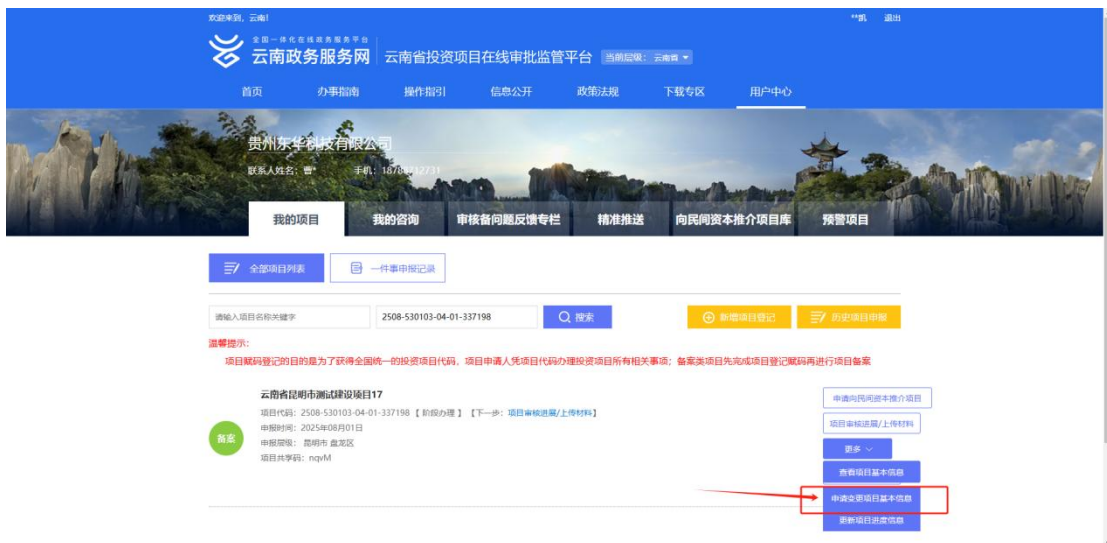 欢迎来到，云南！
**凯 退出
全国一体化在线政务服务平台
云南政务服务网 云南省投资项目在线审批监管平台 当前层级：云南省
首页 办事指南 操作指引 信息公开 政策法规 下载专区 用户中心
贵州东华科技有限公司
联系人姓名：曹* 手机：18788712731
我的项目 我的咨询 审核备问题反馈专栏 精准推送 向民间资本推介项目库 预警项目
全部项目列表 一件事申报记录
请输入项目名称关键字 2508-530103-04-01-337198 搜索 新增项目登记 历史项目申报
温馨提示：
项目赋码登记的目的是为了获得全国统一的投资项目代码，项目申请人凭项目代码办理投资项目所有相关事项；备案类项目先完成项目登记赋码再进行项目备案
备案
云南省昆明市测试建设项目17
项目代码：2508-530103-04-01-337198【 阶段办理 】【下一步：项目审核进展/上传材料】
申报时间：2025年08月01日
申报层级： 昆明市 盘龙区
项目共享码：nqvM
申请向民间资本推介项目
项目审核进展/上传材料
更多
查看项目基本信息
申请变更项目基本信息
更新项目进度信息